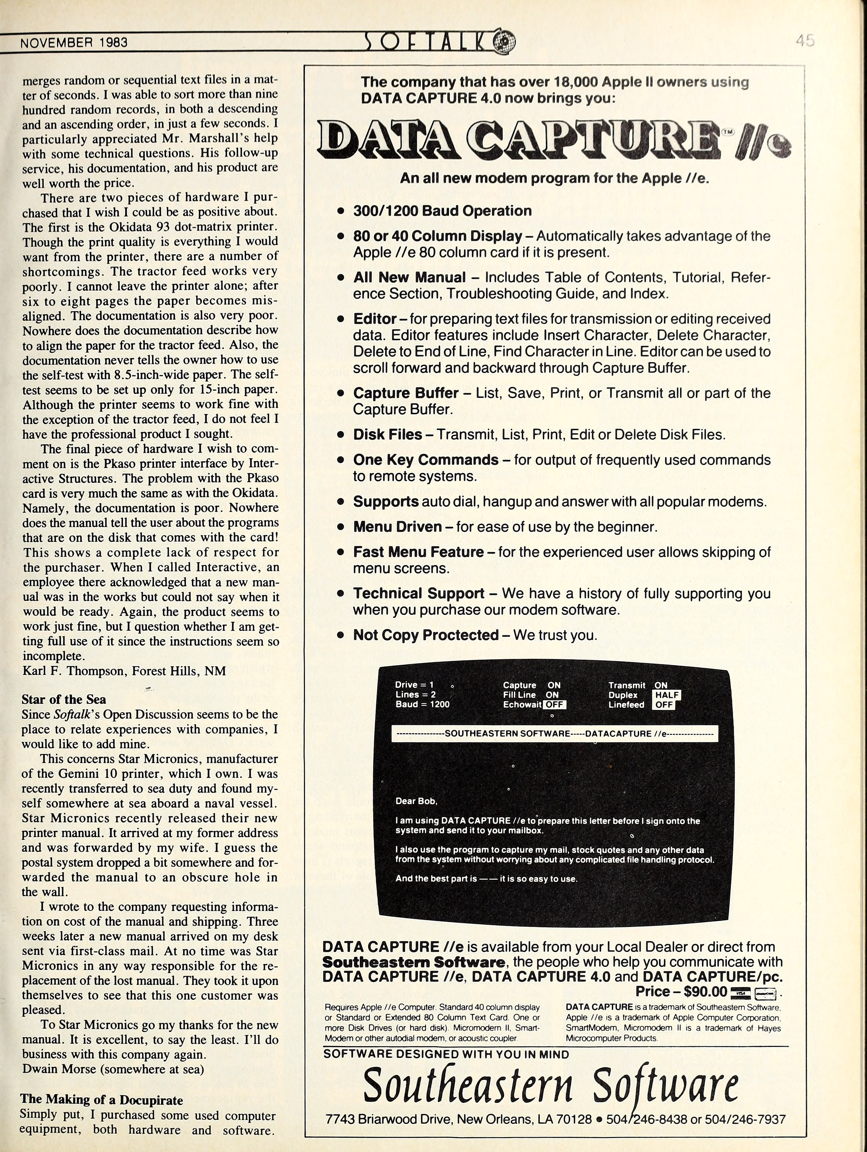 NOVEMBER 1983
SOFTALK
45
merges random or sequential text files in a mat-
ter of seconds. I was able to sort more than nine
hundred random records, in both a descending
and an ascending order, in just a few seconds. I
particularly appreciated Mr. Marshall's help
with some technical questions. His follow-up
service, his documentation, and his product are
well worth the price.
There are two pieces of hardware I pur-
chased that I wish I could be as positive about.
The first is the Okidata 93 dot-matrix printer.
Though the print quality is everything I would
want from the printer, there are a number of
shortcomings. The tractor feed works very
poorly. I cannot leave the printer alone; after
six to eight pages the paper becomes mis-
aligned. The documentation is also very poor.
Nowhere does the documentation describe how
to align the paper for the tractor feed. Also, the
documentation never tells the owner how to use
the self-test with 8.5-inch-wide paper. The self-
test seems to be set up only for 15-inch paper.
Although the printer seems to work fine with
the exception of the tractor feed, I do not feel I
have the professional product I sought.
The final piece of hardware I wish to com-
ment on is the Pkaso printer interface by Inter-
active Structures. The problem with the Pkaso
card is very much the same as with the Okidata.
Namely, the documentation is poor. Nowhere
does the manual tell the user about the programs
that are on the disk that comes with the card!
This shows a complete lack of respect for
the purchaser. When I called Interactive, an
employee there acknowledged that a new man-
ual was in the works but could not say when it
would be ready. Again, the product seems to
work just fine, but I question whether I am get-
ting full use of it since the instructions seem so
incomplete.
Karl F. Thompson, Forest Hills, NM
Star of the Sea
Since Softalk's Open Discussion seems to be the
place to relate experiences with companies, I
would like to add mine.
This concerns Star Micronics, manufacturer
of the Gemini 10 printer, which I own. I was
recently transferred to sea duty and found my-
self somewhere at sea aboard a naval vessel.
Star Micronics recently released their new
printer manual. It arrived at my former address
and was forwarded by my wife. I guess the
postal system dropped a bit somewhere and for-
warded the manual to an obscure hole in
the wall.
I wrote to the company requesting informa-
tion on cost of the manual and shipping. Three
weeks later a new manual arrived on my desk
sent via first-class mail. At no time was Star
Micronics in any way responsible for the re-
placement of the lost manual. They took it upon
themselves to see that this one customer was
pleased.
To Star Micronics go my thanks for the new
manual. It is excellent, to say the least. I'll do
business with this company again.
Dwain Morse (somewhere at sea)
The Making of a Docupirate
Simply put, I purchased some used computer
equipment, both hardware and software.
The company that has over 18,000 Apple II owners using
DATA CAPTURE 4.0 now brings you:
DATA CAPTURE™ //e
An all new modem program for the Apple //e.
• 300/1200 Baud Operation
• 80 or 40 Column Display – Automatically takes advantage of the
Apple //e 80 column card if it is present.
• All New Manual – Includes Table of Contents, Tutorial, Refer-
ence Section, Troubleshooting Guide, and Index.
• Editor – for preparing text files for transmission or editing received
data. Editor features include Insert Character, Delete Character,
Delete to End of Line, Find Character in Line. Editor can be used to
scroll forward and backward through Capture Buffer.
• Capture Buffer – List, Save, Print, or Transmit all or part of the
Capture Buffer.
• Disk Files – Transmit, List, Print, Edit or Delete Disk Files.
• One Key Commands – for output of frequently used commands
to remote systems.
• Supports auto dial, hangup and answer with all popular modems.
• Menu Driven – for ease of use by the beginner.
• Fast Menu Feature – for the experienced user allows skipping of
menu screens.
• Technical Support – We have a history of fully supporting you
when you purchase our modem software.
• Not Copy Proctected – We trust you.
Drive = 1 Capture ON Transmit ON
Lines = 2 Fill Line ON Duplex HALF
Baud = 1200 Echowait OFF Linefeed OFF
----------------SOUTHEASTERN SOFTWARE-----DATACAPTURE //e----------------
Dear Bob,
I am using DATA CAPTURE //e to prepare this letter before I sign onto the
system and send it to your mailbox.
I also use the program to capture my mail, stock quotes and any other data
from the system without worrying about any complicated file handling protocol.
And the best part is —— it is so easy to use.
DATA CAPTURE //e is available from your Local Dealer or direct from
Southeastern Software, the people who help you communicate with
DATA CAPTURE //e, DATA CAPTURE 4.0 and DATA CAPTURE/pc.
Price – $90.00
Requires Apple //e Computer. Standard 40 column display
or Standard or Extended 80 Column Text Card. One or
more Disk Drives (or hard disk). Micromodem II, Smart-
Modem or other autodial modem, or acoustic coupler.
DATA CAPTURE is a trademark of Southeastern Software.
Apple //e is a trademark of Apple Computer Corporation.
SmartModem, Micromodem II is a trademark of Hayes
Microcomputer Products.
SOFTWARE DESIGNED WITH YOU IN MIND
Southeastern Software
7743 Briarwood Drive, New Orleans, LA 70128 • 504/246-8438 or 504/246-7937